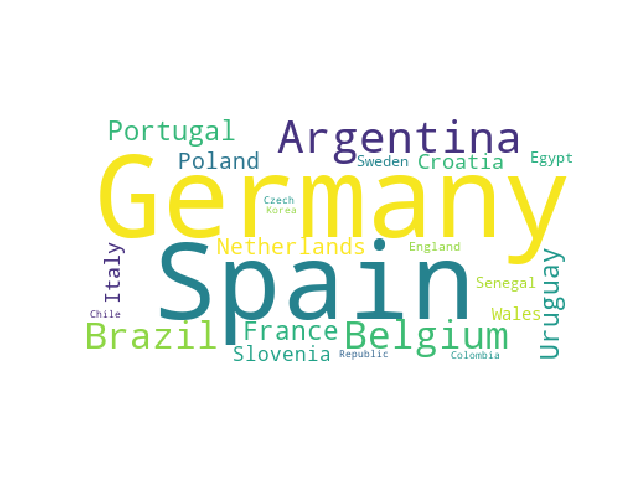 Portugal
Argentina
Poland
Sweden
Croatia
Egypt
Germany
Czech
Korea
Netherlands
England
Italy
Spain
Uruguay
Senegal
Chile
Wales
Brazil
France
Belgium
Slovenia
Republic
Colombia